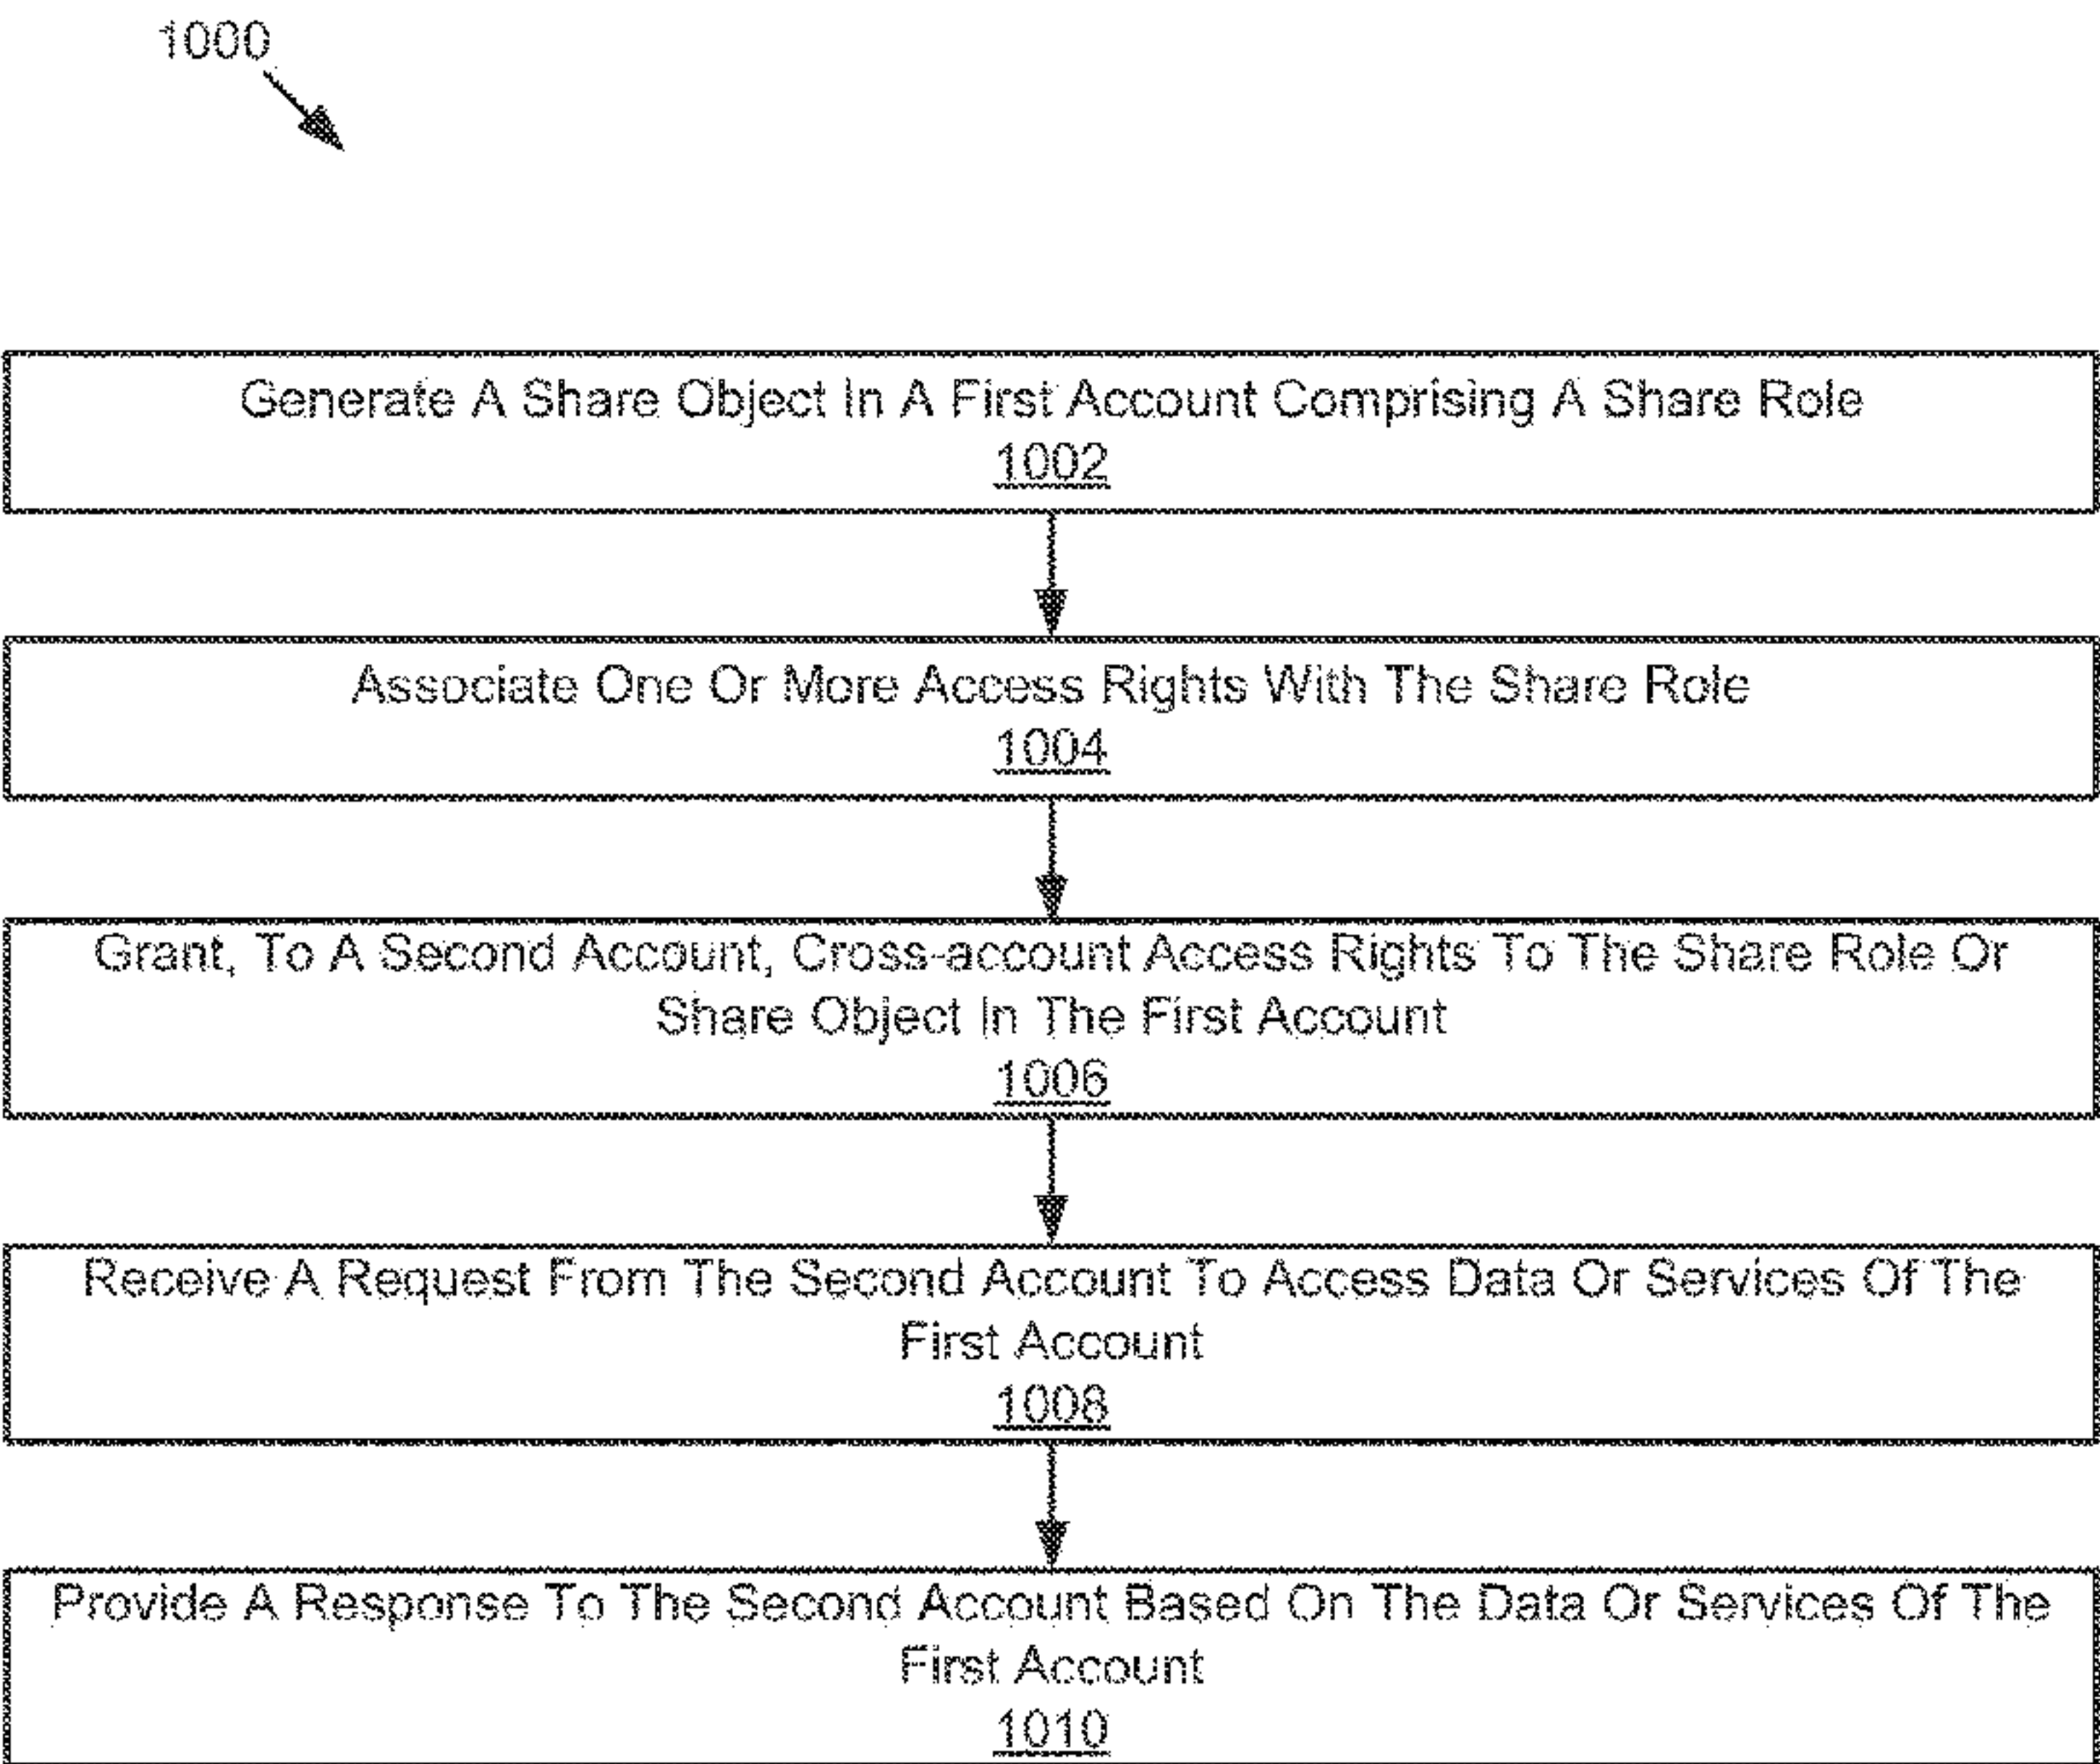 1000
Generate A Share Object In A First Account Comprising A Share Role
1002
Associate One Or More Access Rights With The Share Role
1004
Grant, To A Second Account, Cross-account Access Rights To The Share Role Or
Share Object In The First Account
1006
Receive A Request From The Second Account To Access Data Or Services Of The
First Account
1008
Provide A Response To The Second Account Based On The Data Or Services Of The
First Account
1010